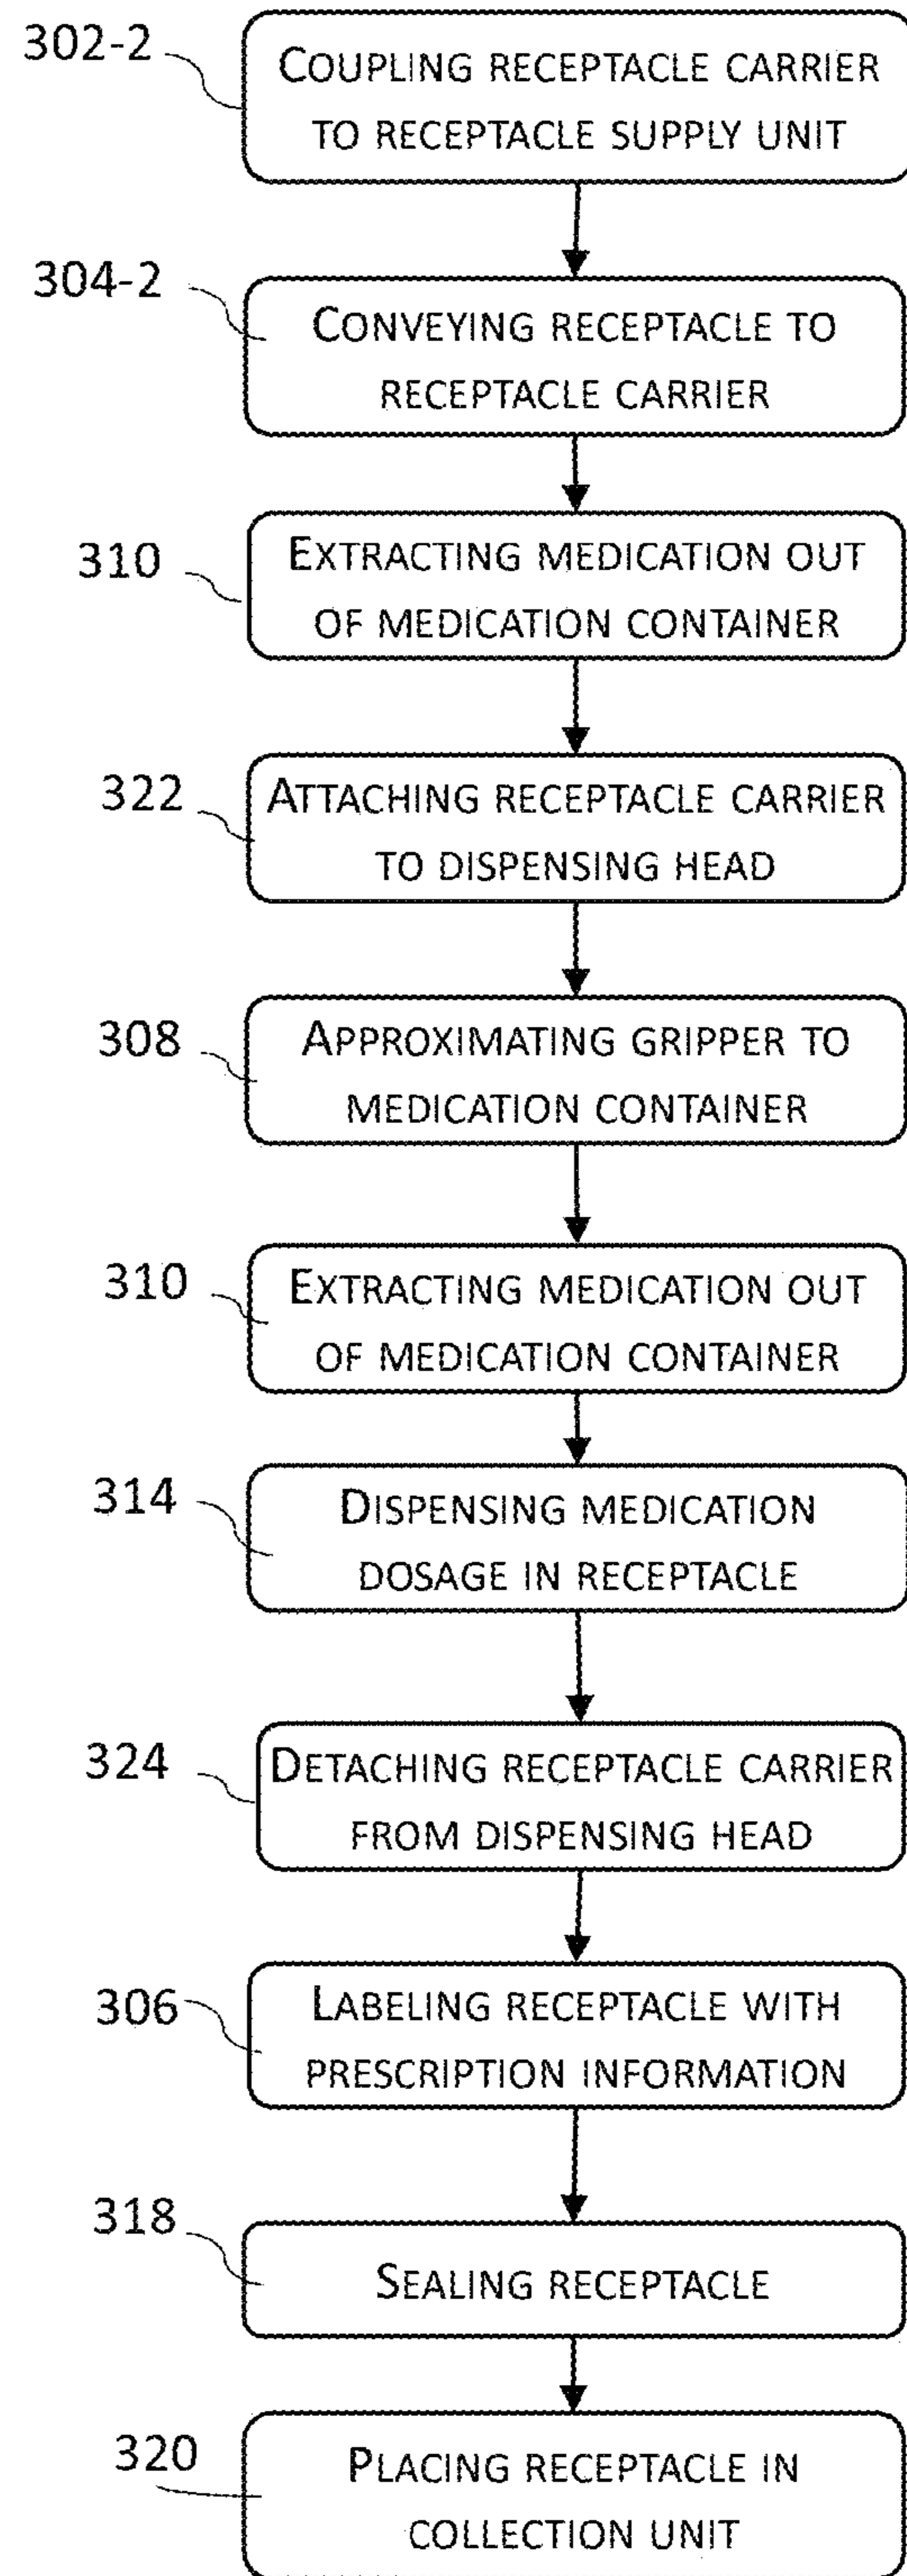 302-2
COUPLING RECEPTACLE CARRIER
TO RECEPTACLE SUPPLY UNIT
304-2
CONVEYING RECEPTACLE TO
RECEPTACLE CARRIER
310
EXTRACTING MEDICATION OUT
OF MEDICATION CONTAINER
322
ATTACHING RECEPTACLE CARRIER
TO DISPENSING HEAD
308
APPROXIMATING GRIPPER TO
MEDICATION CONTAINER
310
EXTRACTING MEDICATION OUT
OF MEDICATION CONTAINER
314
DISPENSING MEDICATION
DOSAGE IN RECEPTACLE
324
DETACHING RECEPTACLE CARRIER
FROM DISPENSING HEAD
306
LABELING RECEPTACLE WITH
PRESCRIPTION INFORMATION
318
SEALING RECEPTACLE
320
PLACING RECEPTACLE IN
COLLECTION UNIT